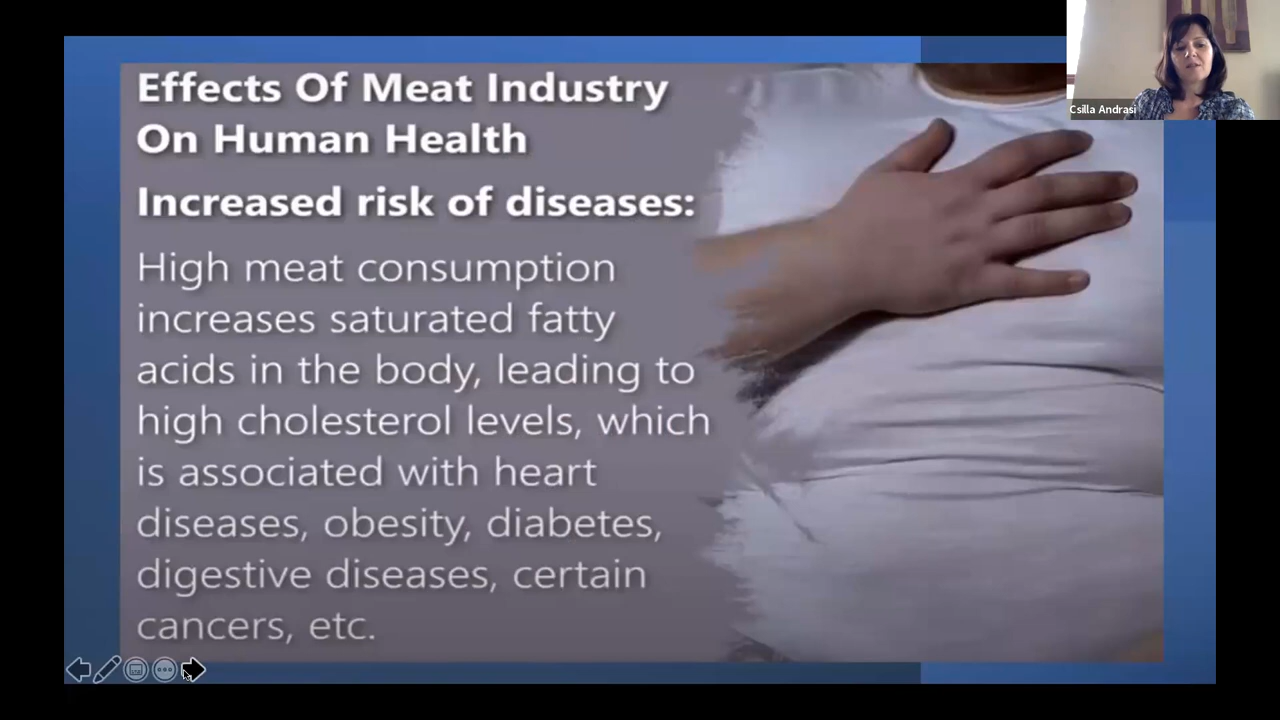 Effects Of Meat Industry
On Human Health
Increased risk of diseases:
High meat consumption
increases saturated fatty
acids in the body, leading to
high cholesterol levels, which
is associated with heart
diseases, obesity, diabetes,
digestive diseases, certain
cancers, etc.
Csilla Andrasi